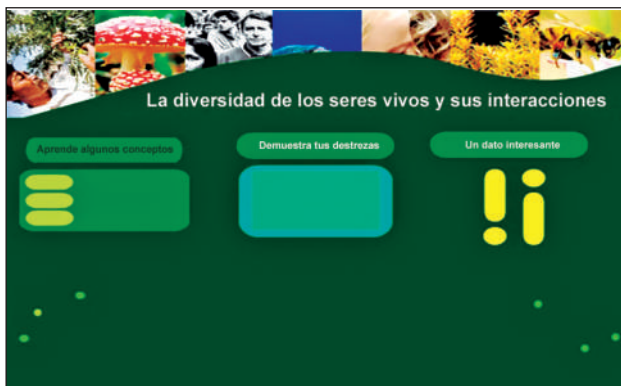 La diversidad de los seres vivos y sus interacciones
Aprende algunos conceptos
Demuestra tus destrezas
Un dato interesante
!¡